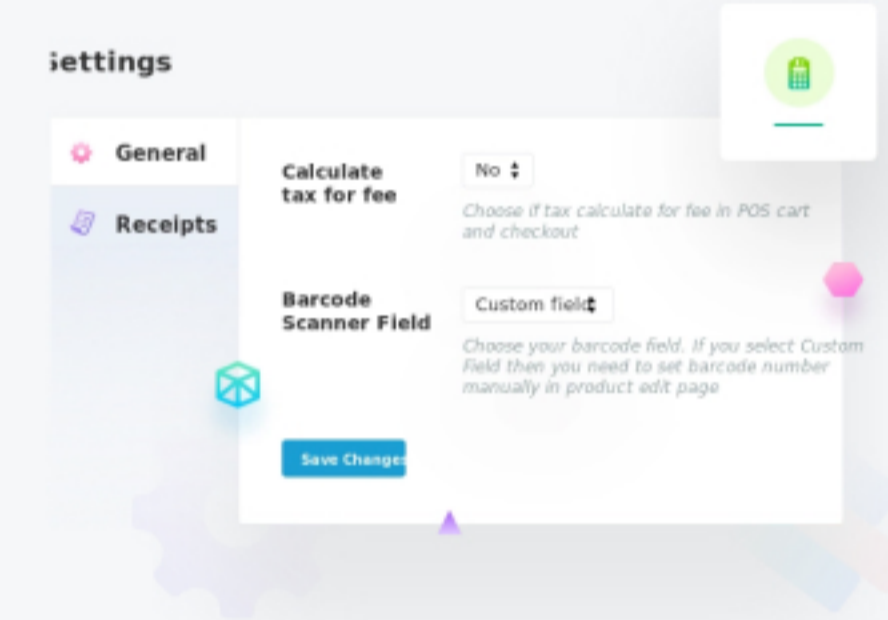 Settings
General
Receipts
Calculate
tax for fee
No
Choose if tax calculate for fee in POS cart
and checkout
Barcode
Scanner Field
Custom field
Choose your barcode field. If you select Custom
Field then you need to set barcode number
manually in product edit page
Save Changes